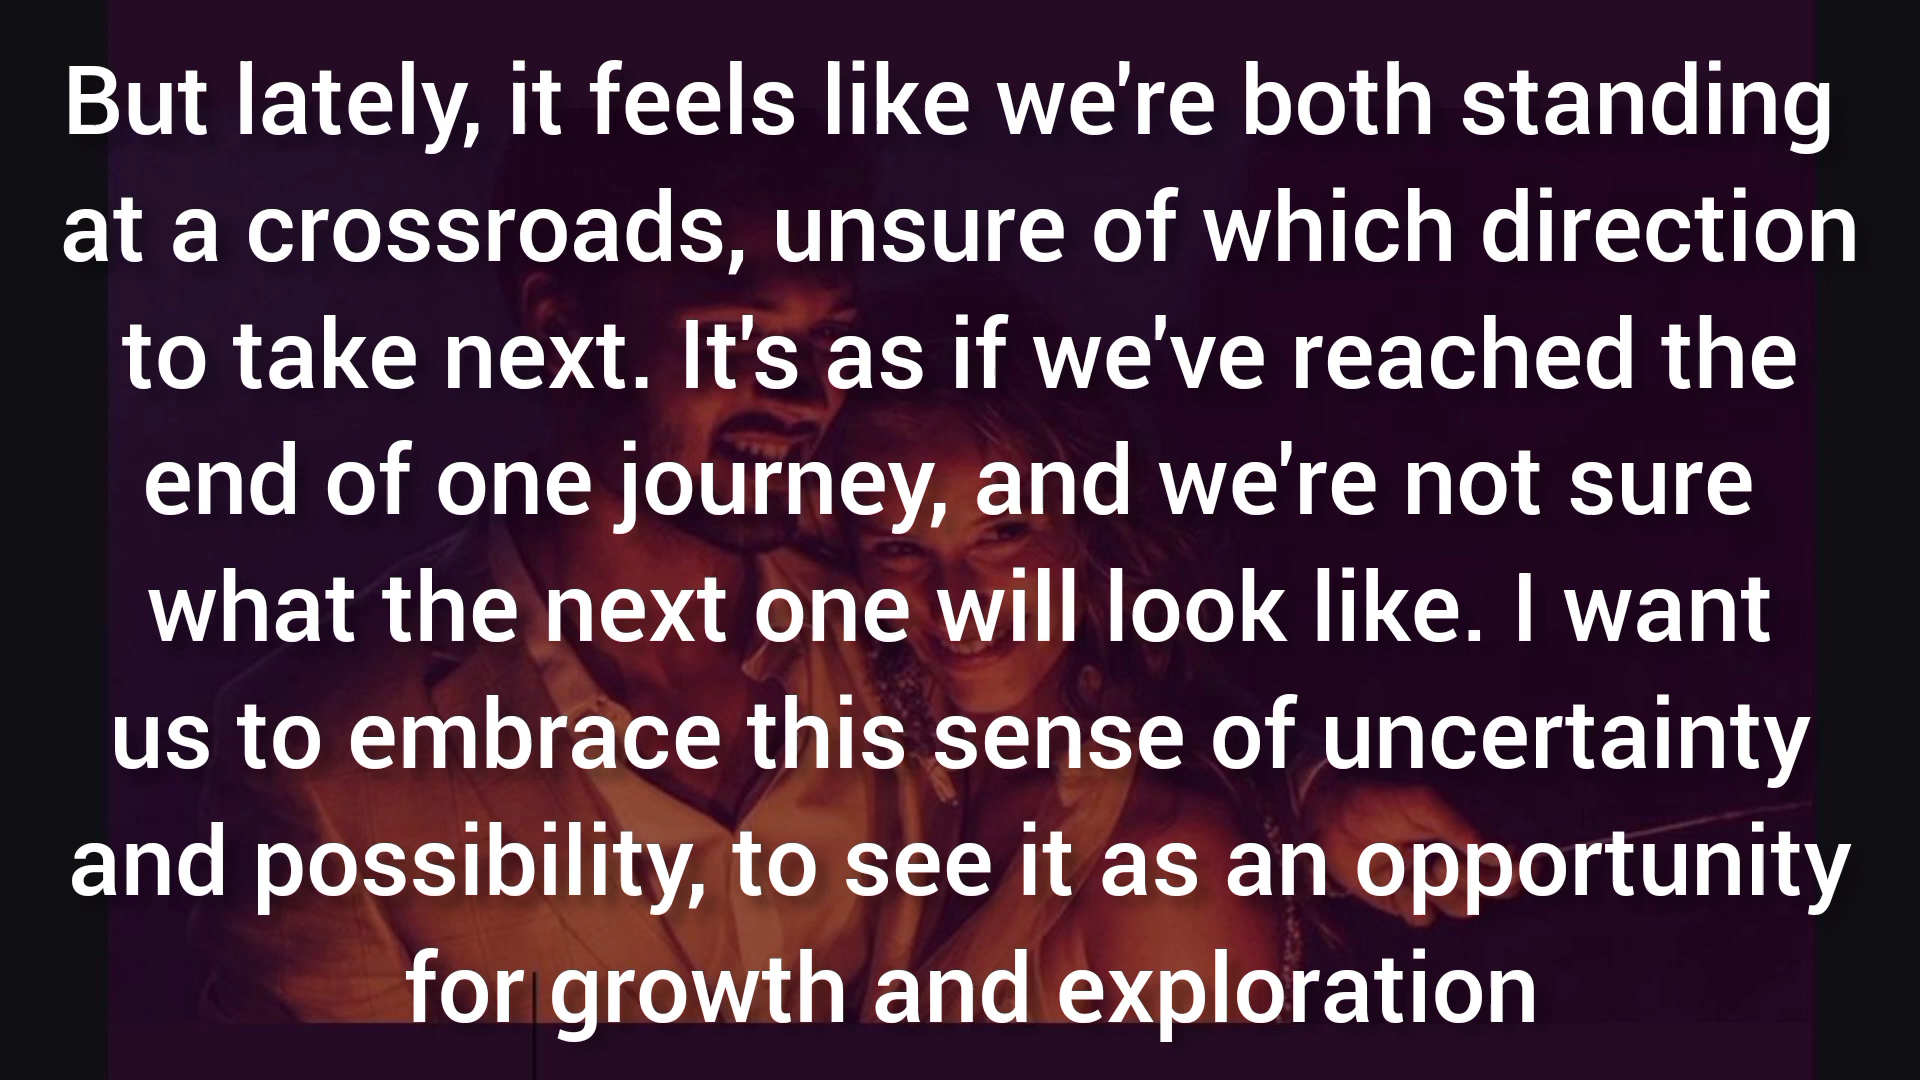 But lately, it feels like we're both standing
at a crossroads, unsure of which direction
to take next. It's as if we've reached the
end of one journey, and we're not sure
what the next one will look like. I want
us to embrace this sense of uncertainty
and possibility, to see it as an opportunity
for growth and exploration